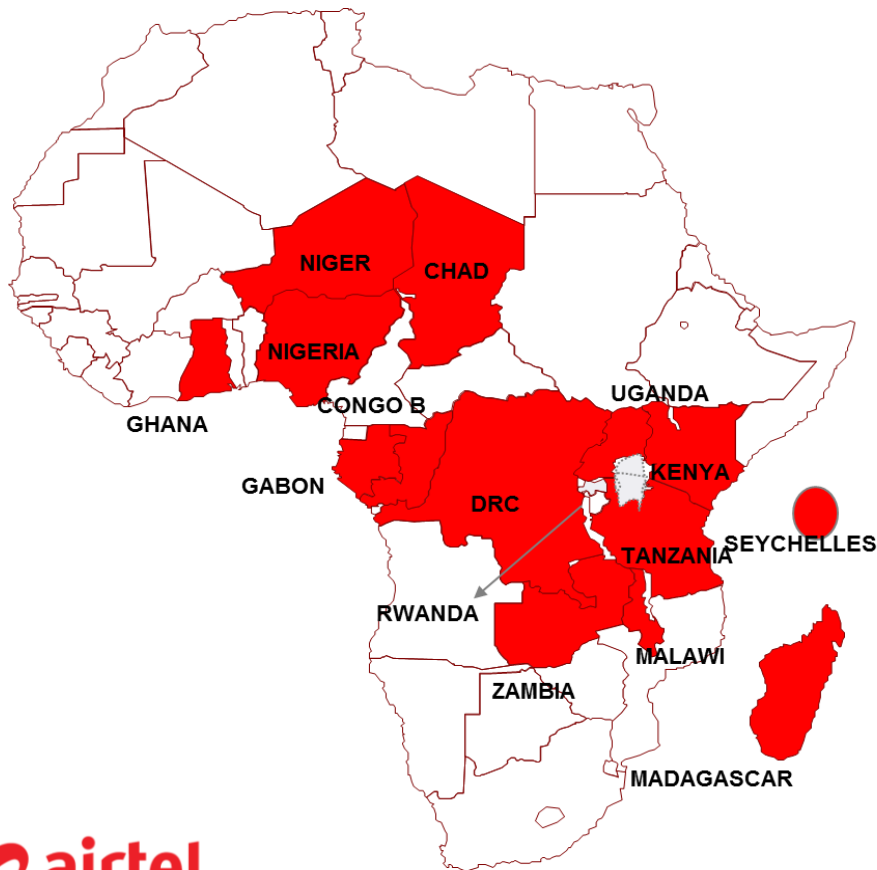 NIGER
CHAD
NIGERIA
UGANDA
CONGO B
GHANA
KENYA
GABON
DRC
SEYCHELLES
TANZANIA
RWANDA
MALAWI
ZAMBIA
MADAGASCAR
airtel